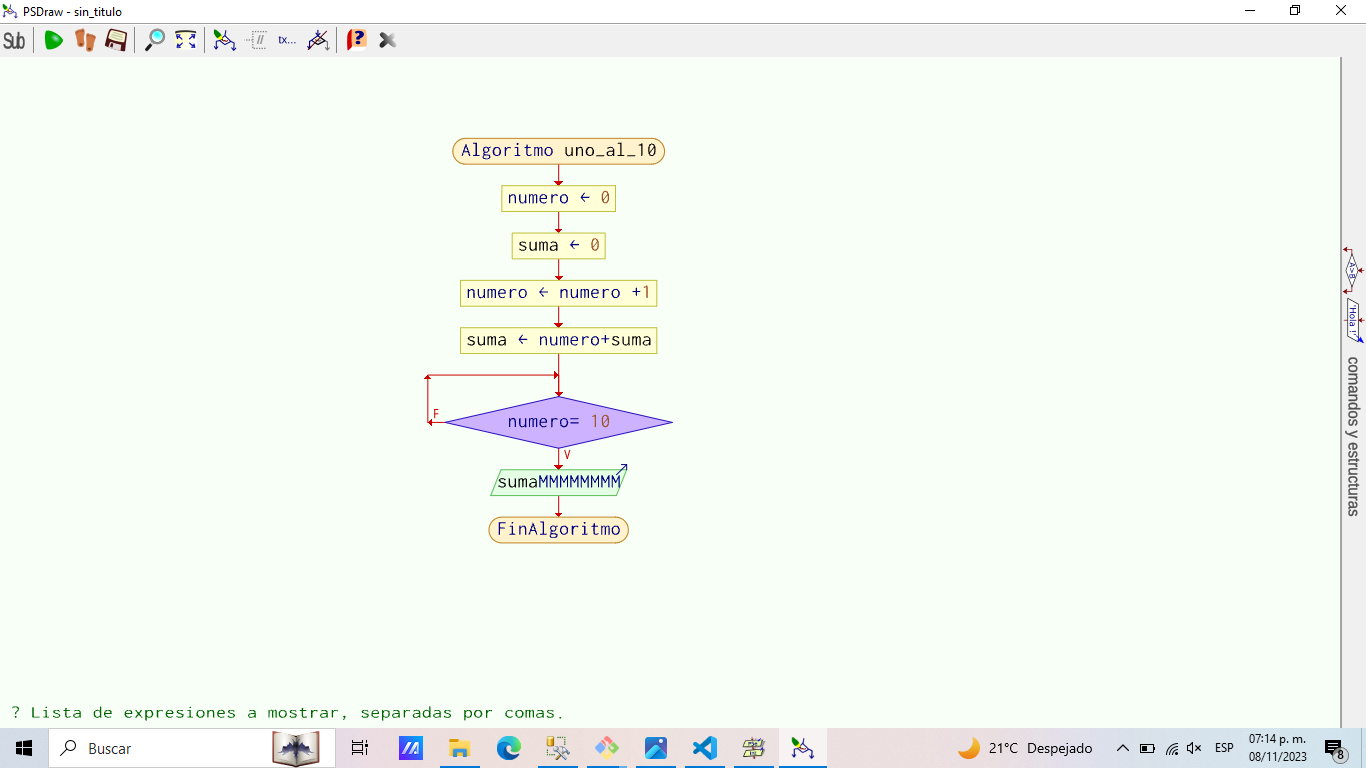 PSDraw - sin_titulo
Sub
tx...
?
Algoritmo uno_al_10
numero ← 0
suma ← 0
numero ← numero +1
suma ← numero+suma
F
numero= 10
V
sumaMMMMMMMM
FinAlgoritmo
A>B
"Hola !"
comandos y estructuras
? Lista de expresiones a mostrar, separadas por comas.
Buscar
21°C Despejado
ESP
07:14 p. m.
08/11/2023
8